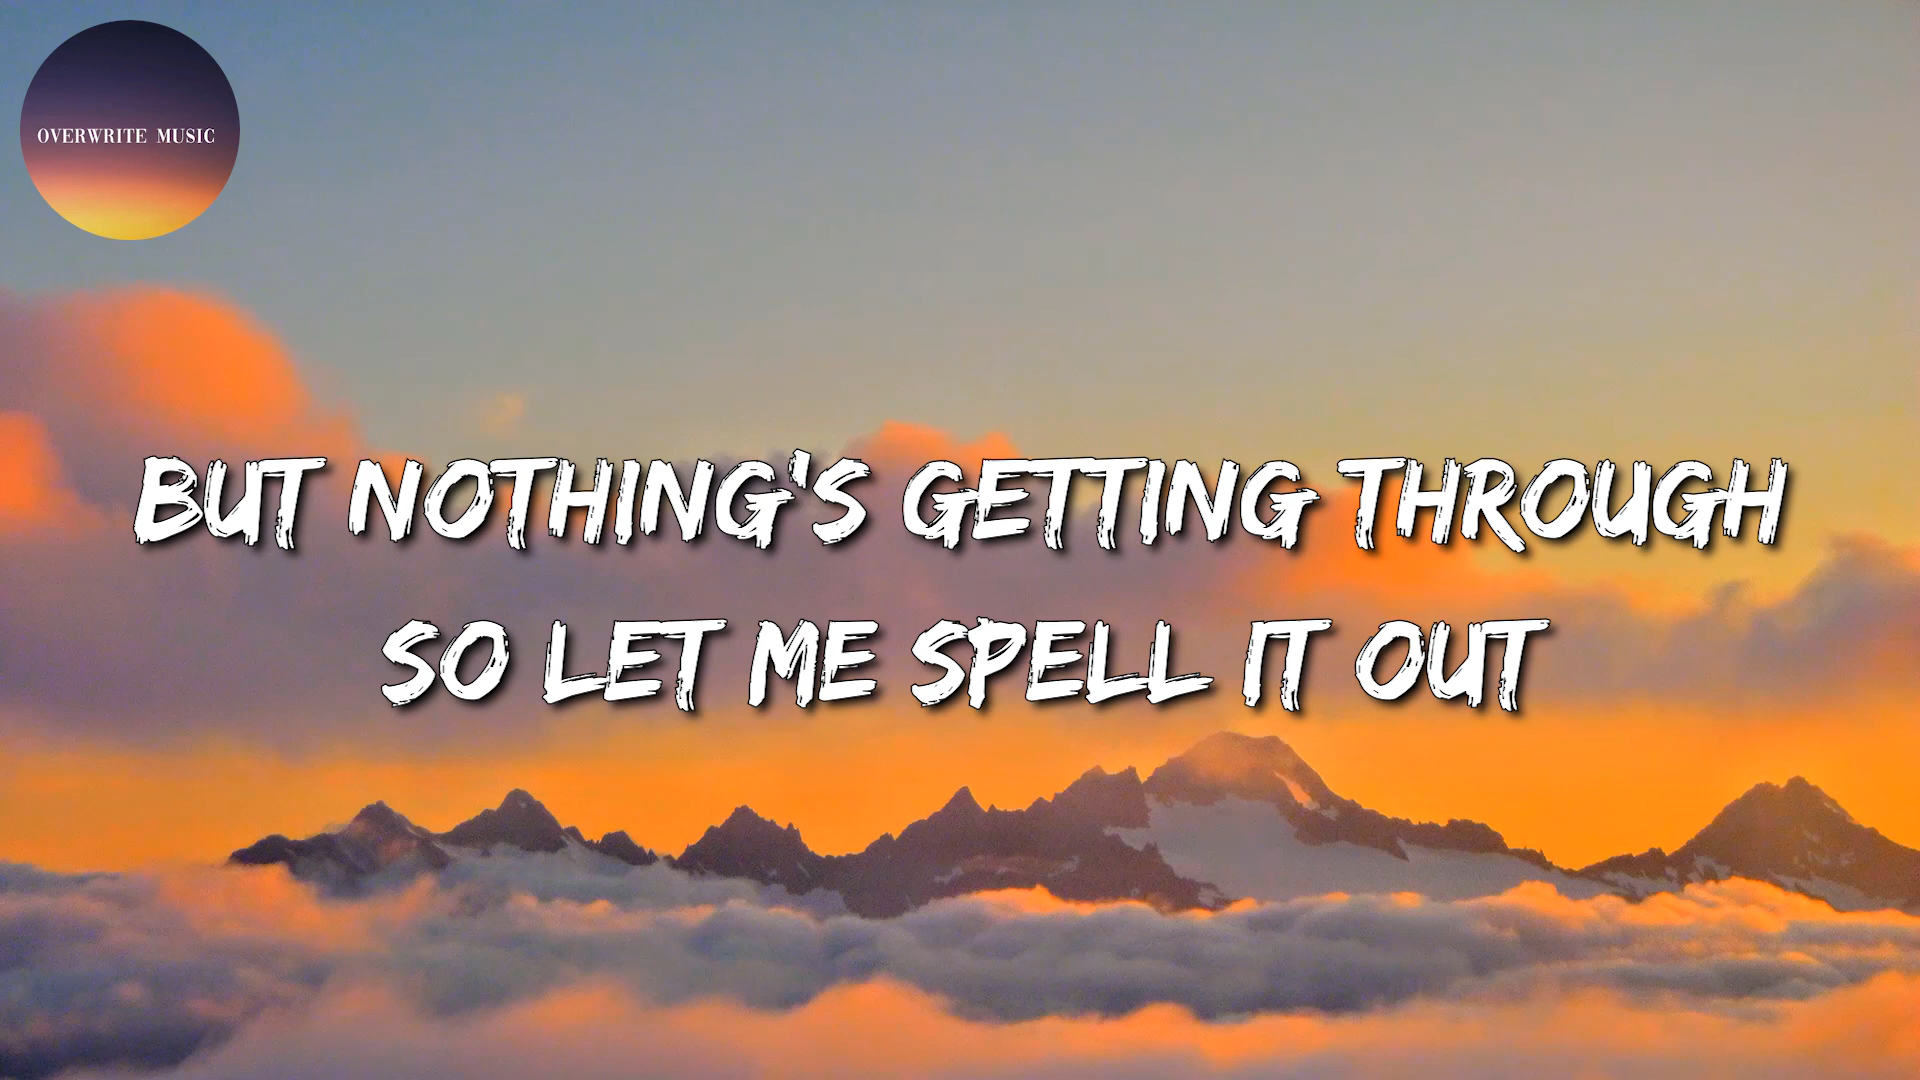 OVERWRITE MUSIC
BUT NOTHING'S GETTING THROUGH
SO LET ME SPELL IT OUT